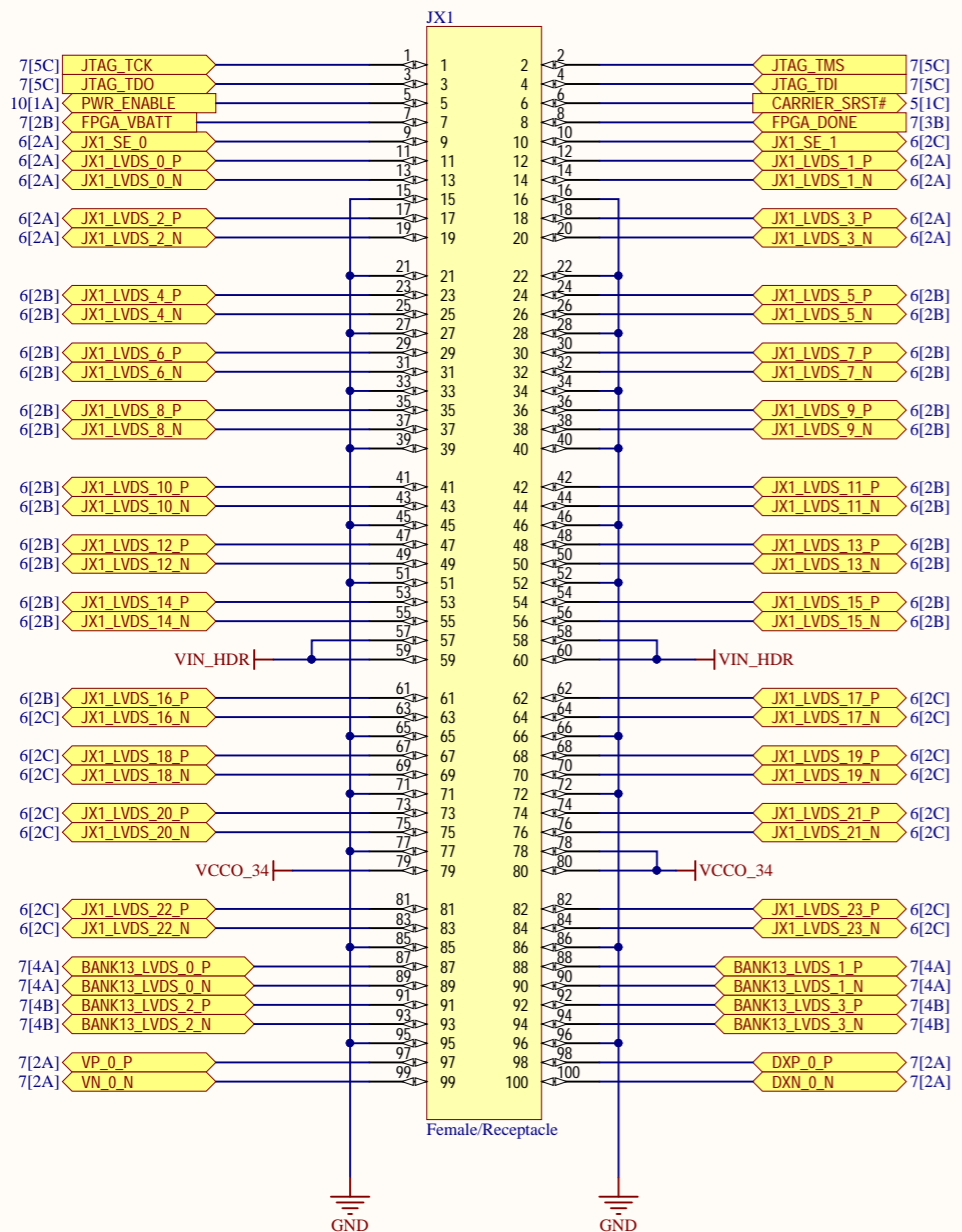 JX1
7[5C] JTAG_TCK 1 1 2 2 JTAG_TMS 7[5C]
7[5C] JTAG_TDO 3 3 4 4 JTAG_TDI 7[5C]
10[1A] PWR_ENABLE 5 5 6 6 CARRIER_SRST# 5[1C]
7[2B] FPGA_VBATT 7 7 8 8 FPGA_DONE 7[3B]
6[2A] JX1_SE_0 9 9 10 10 JX1_SE_1 6[2C]
6[2A] JX1_LVDS_0_P 11 11 12 12 JX1_LVDS_1_P 6[2A]
6[2A] JX1_LVDS_0_N 13 13 14 14 JX1_LVDS_1_N 6[2A]
15 15 16 16
6[2A] JX1_LVDS_2_P 17 17 18 18 JX1_LVDS_3_P 6[2A]
6[2A] JX1_LVDS_2_N 19 19 20 20 JX1_LVDS_3_N 6[2A]
21 21 22 22
6[2B] JX1_LVDS_4_P 23 23 24 24 JX1_LVDS_5_P 6[2B]
6[2B] JX1_LVDS_4_N 25 25 26 26 JX1_LVDS_5_N 6[2B]
27 27 28 28
6[2B] JX1_LVDS_6_P 29 29 30 30 JX1_LVDS_7_P 6[2B]
6[2B] JX1_LVDS_6_N 31 31 32 32 JX1_LVDS_7_N 6[2B]
33 33 34 34
6[2B] JX1_LVDS_8_P 35 35 36 36 JX1_LVDS_9_P 6[2B]
6[2B] JX1_LVDS_8_N 37 37 38 38 JX1_LVDS_9_N 6[2B]
39 39 40 40
6[2B] JX1_LVDS_10_P 41 41 42 42 JX1_LVDS_11_P 6[2B]
6[2B] JX1_LVDS_10_N 43 43 44 44 JX1_LVDS_11_N 6[2B]
45 45 46 46
6[2B] JX1_LVDS_12_P 47 47 48 48 JX1_LVDS_13_P 6[2B]
6[2B] JX1_LVDS_12_N 49 49 50 50 JX1_LVDS_13_N 6[2B]
51 51 52 52
6[2B] JX1_LVDS_14_P 53 53 54 54 JX1_LVDS_15_P 6[2B]
6[2B] JX1_LVDS_14_N 55 55 56 56 JX1_LVDS_15_N 6[2B]
57 57 58 58
VIN_HDR 59 59 60 60 VIN_HDR
6[2B] JX1_LVDS_16_P 61 61 62 62 JX1_LVDS_17_P 6[2C]
6[2C] JX1_LVDS_16_N 63 63 64 64 JX1_LVDS_17_N 6[2C]
65 65 66 66
6[2C] JX1_LVDS_18_P 67 67 68 68 JX1_LVDS_19_P 6[2C]
6[2C] JX1_LVDS_18_N 69 69 70 70 JX1_LVDS_19_N 6[2C]
71 71 72 72
6[2C] JX1_LVDS_20_P 73 73 74 74 JX1_LVDS_21_P 6[2C]
6[2C] JX1_LVDS_20_N 75 75 76 76 JX1_LVDS_21_N 6[2C]
77 77 78 78
VCCO_34 79 79 80 80 VCCO_34
6[2C] JX1_LVDS_22_P 81 81 82 82 JX1_LVDS_23_P 6[2C]
6[2C] JX1_LVDS_22_N 83 83 84 84 JX1_LVDS_23_N 6[2C]
85 85 86 86
7[4A] BANK13_LVDS_0_P 87 87 88 88 BANK13_LVDS_1_P 7[4A]
7[4A] BANK13_LVDS_0_N 89 89 90 90 BANK13_LVDS_1_N 7[4A]
7[4B] BANK13_LVDS_2_P 91 91 92 92 BANK13_LVDS_3_P 7[4B]
7[4B] BANK13_LVDS_2_N 93 93 94 94 BANK13_LVDS_3_N 7[4B]
95 95 96 96
7[2A] VP_0_P 97 97 98 98 DXP_0_P 7[2A]
7[2A] VN_0_N 99 99 100 100 DXN_0_N 7[2A]
Female/Receptacle
GND GND